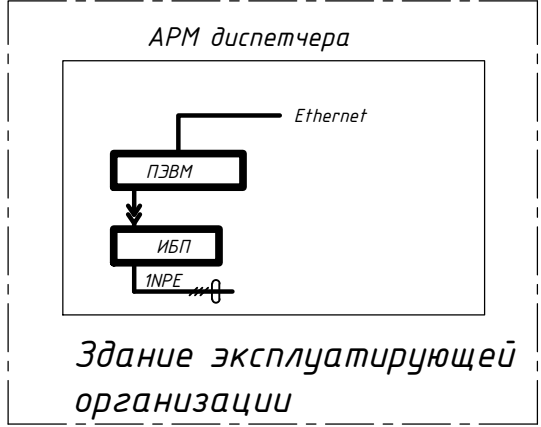 АРМ диспетчера
Ethernet
ПЭВМ
ИБП
1NPE
Здание эксплуатирующей
организации